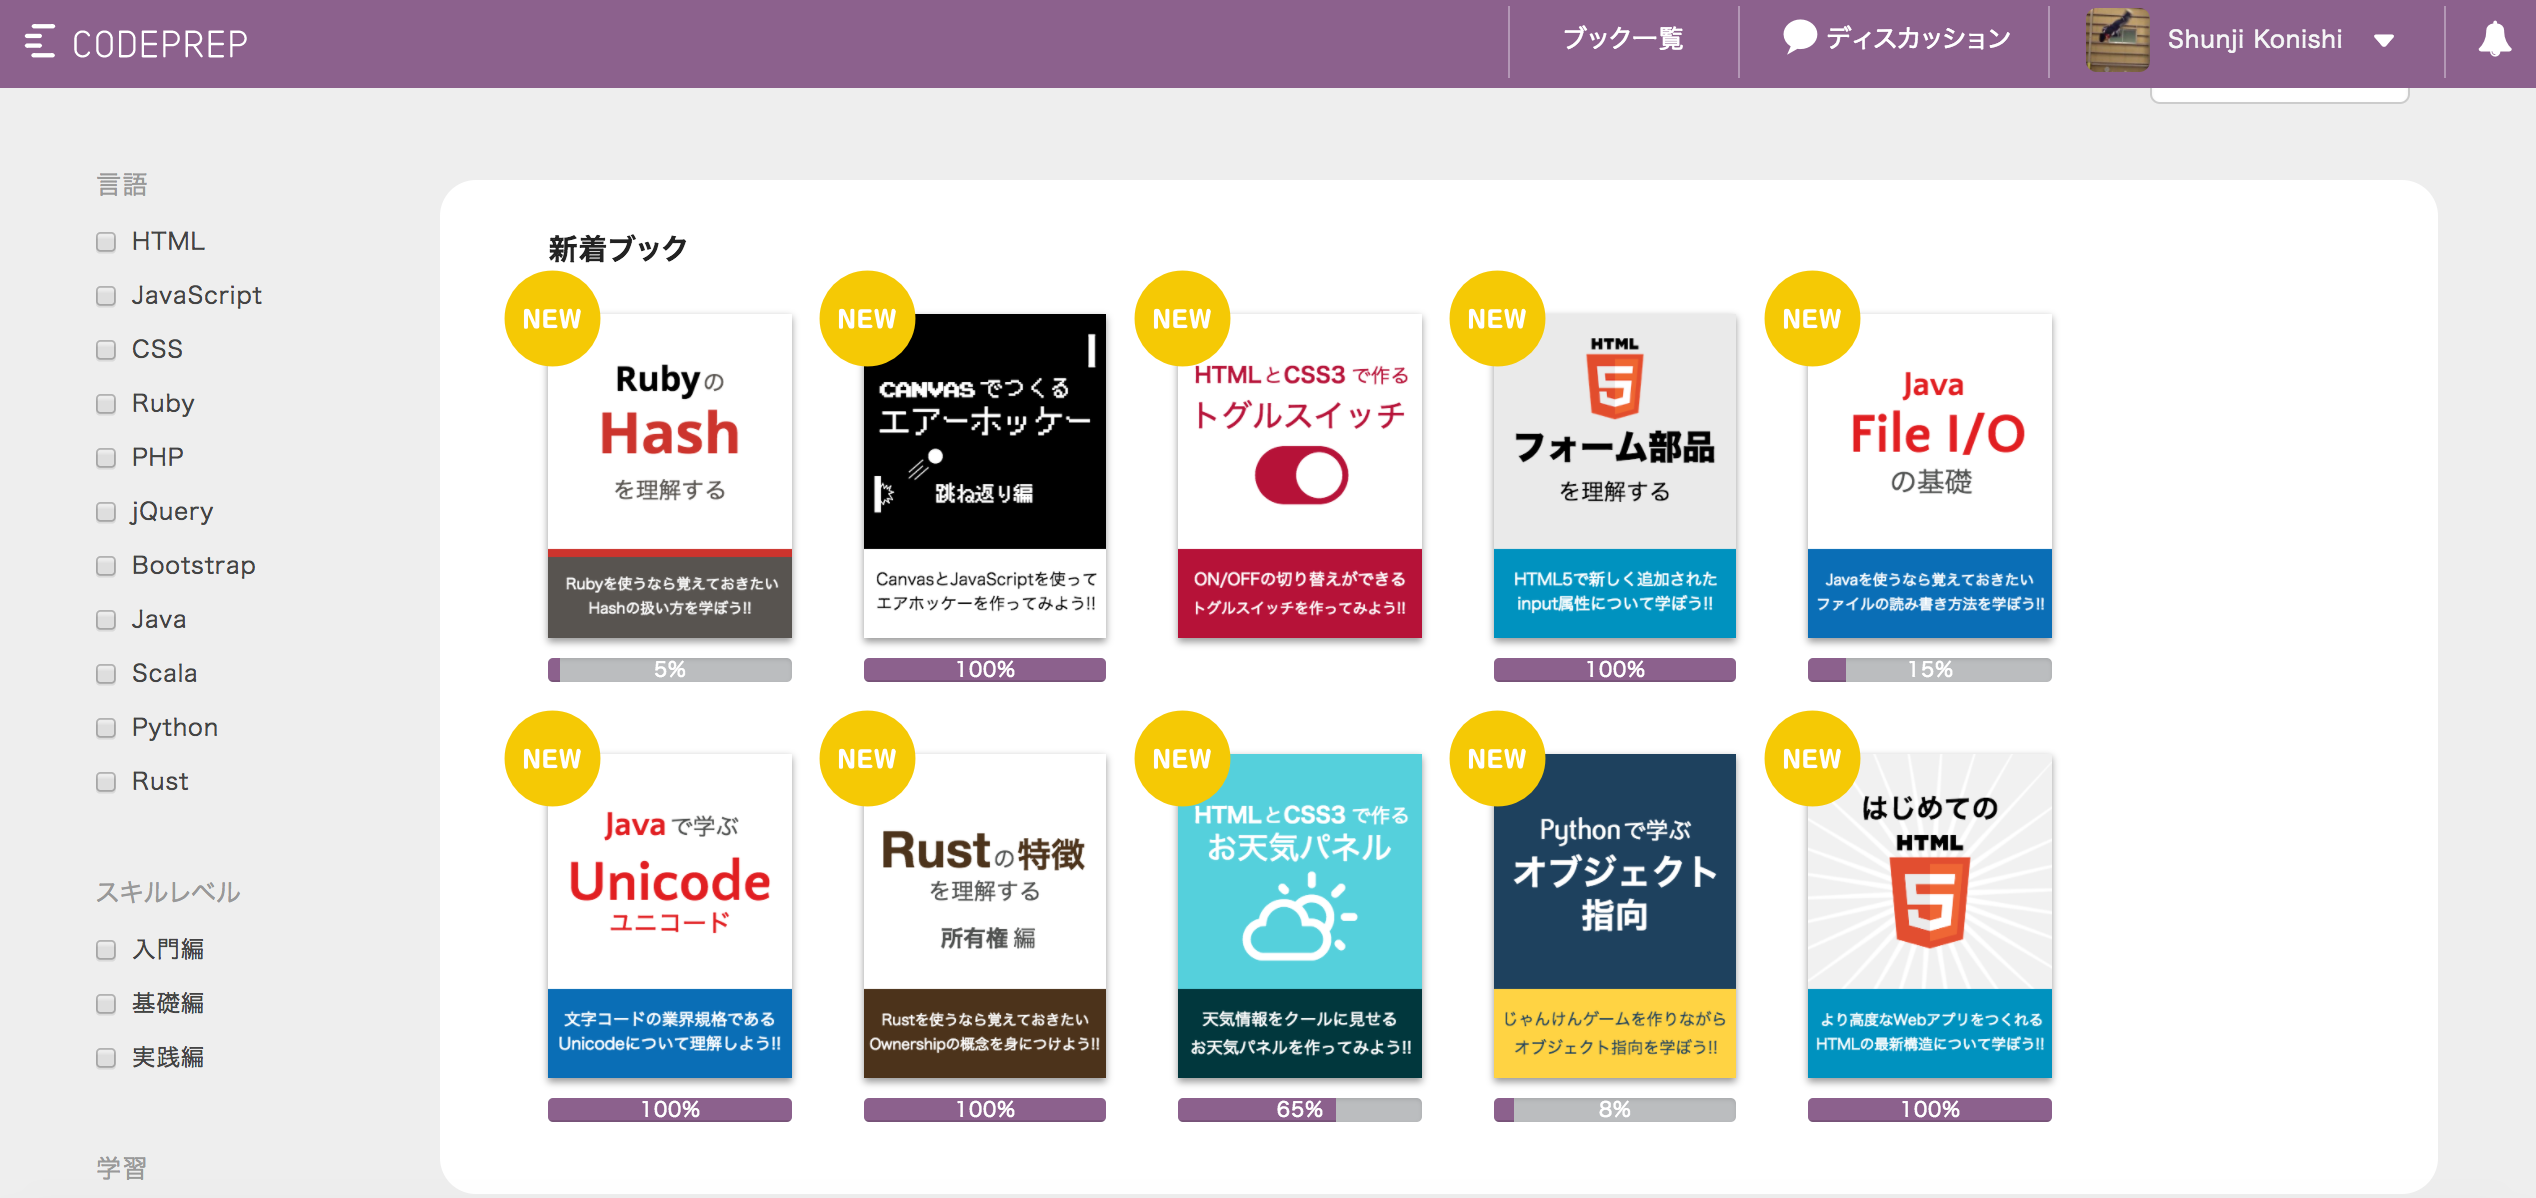 CODEPREP
ブック一覧
ディスカッション
Shunji Konishi
言語
HTML
JavaScript
CSS
Ruby
PHP
jQuery
Bootstrap
Java
Scala
Python
Rust
スキルレベル
入門編
基礎編
実践編
学習
新着ブック
NEW
Rubyの
Hash
を理解する
Rubyを使うなら覚えておきたい
Hashの扱い方を学ぼう!!
5%
NEW
CANVASでつくる
エアーホッケー
跳ね返り編
CanvasとJavaScriptを使って
エアホッケーを作ってみよう!!
100%
NEW
HTMLとCSS3で作る
トグルスイッチ
ON/OFFの切り替えができる
トグルスイッチを作ってみよう!!
NEW
HTML
5
フォーム部品
を理解する
HTML5で新しく追加された
input属性について学ぼう!!
100%
NEW
Java
File I/O
の基礎
Javaを使うなら覚えておきたい
ファイルの読み書き方法を学ぼう!!
15%
NEW
Javaで学ぶ
Unicode
ユニコード
文字コードの業界規格である
Unicodeについて理解しよう!!
100%
NEW
Rustの特徴
を理解する
所有権 編
Rustを使うなら覚えておきたい
Ownershipの概念を身につけよう!!
100%
NEW
HTMLとCSS3で作る
お天気パネル
天気情報をクールに見せる
お天気パネルを作ってみよう!!
65%
NEW
Pythonで学ぶ
オブジェクト
指向
じゃんけんゲームを作りながら
オブジェクト指向を学ぼう!!
8%
NEW
はじめての
HTML
5
より高度なWebアプリをつくれる
HTMLの最新構造について学ぼう!!
100%